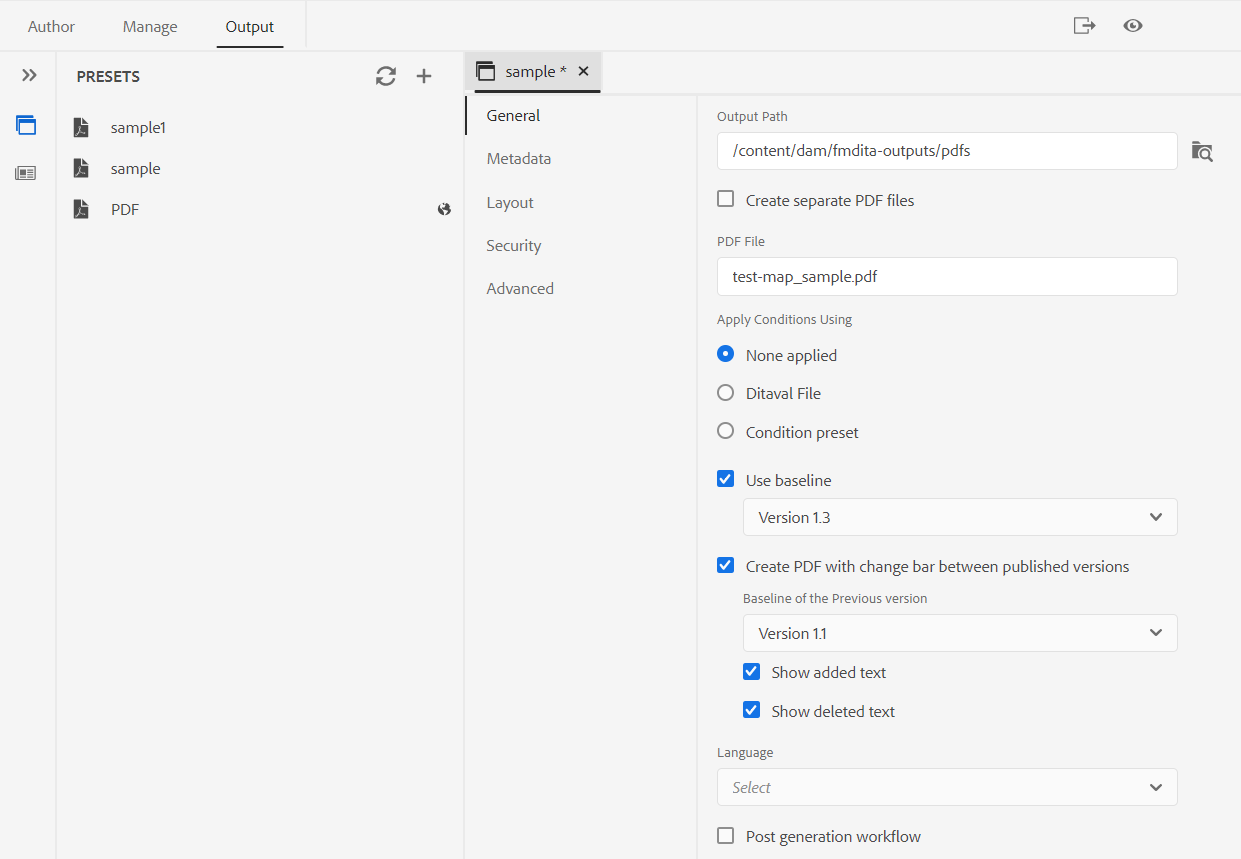 Author
Manage
Output
PRESETS
sample1
sample
PDF
sample *
General
Metadata
Layout
Security
Advanced
Output Path
/content/dam/fmdita-outputs/pdfs
Create separate PDF files
PDF File
test-map_sample.pdf
Apply Conditions Using
None applied
Ditaval File
Condition preset
Use baseline
Version 1.3
Create PDF with change bar between published versions
Baseline of the Previous version
Version 1.1
Show added text
Show deleted text
Language
Select
Post generation workflow